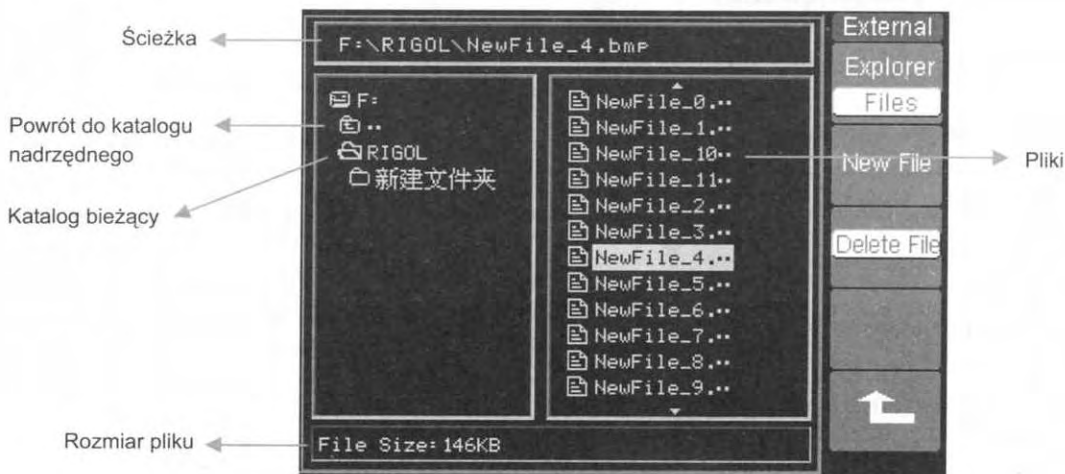 Ścieżka
F:\RIGOL\NewFile_4.bmp
F:
..
RIGOL
新建文件夹
Powrót do katalogu
nadrzędnego
Katalog bieżący
NewFile_0...
NewFile_1...
NewFile_10..
NewFile_11..
NewFile_2...
NewFile_3...
NewFile_4...
NewFile_5...
NewFile_6...
NewFile_7...
NewFile_8...
NewFile_9...
Pliki
Rozmiar pliku
File Size: 146KB
External
Explorer
Files
New File
Delete File